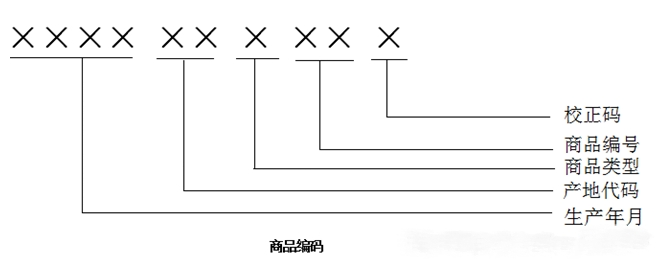 ×××× ×× × ×× ×
校正码
商品编号
商品类型
产地代码
生产年月
商品编码